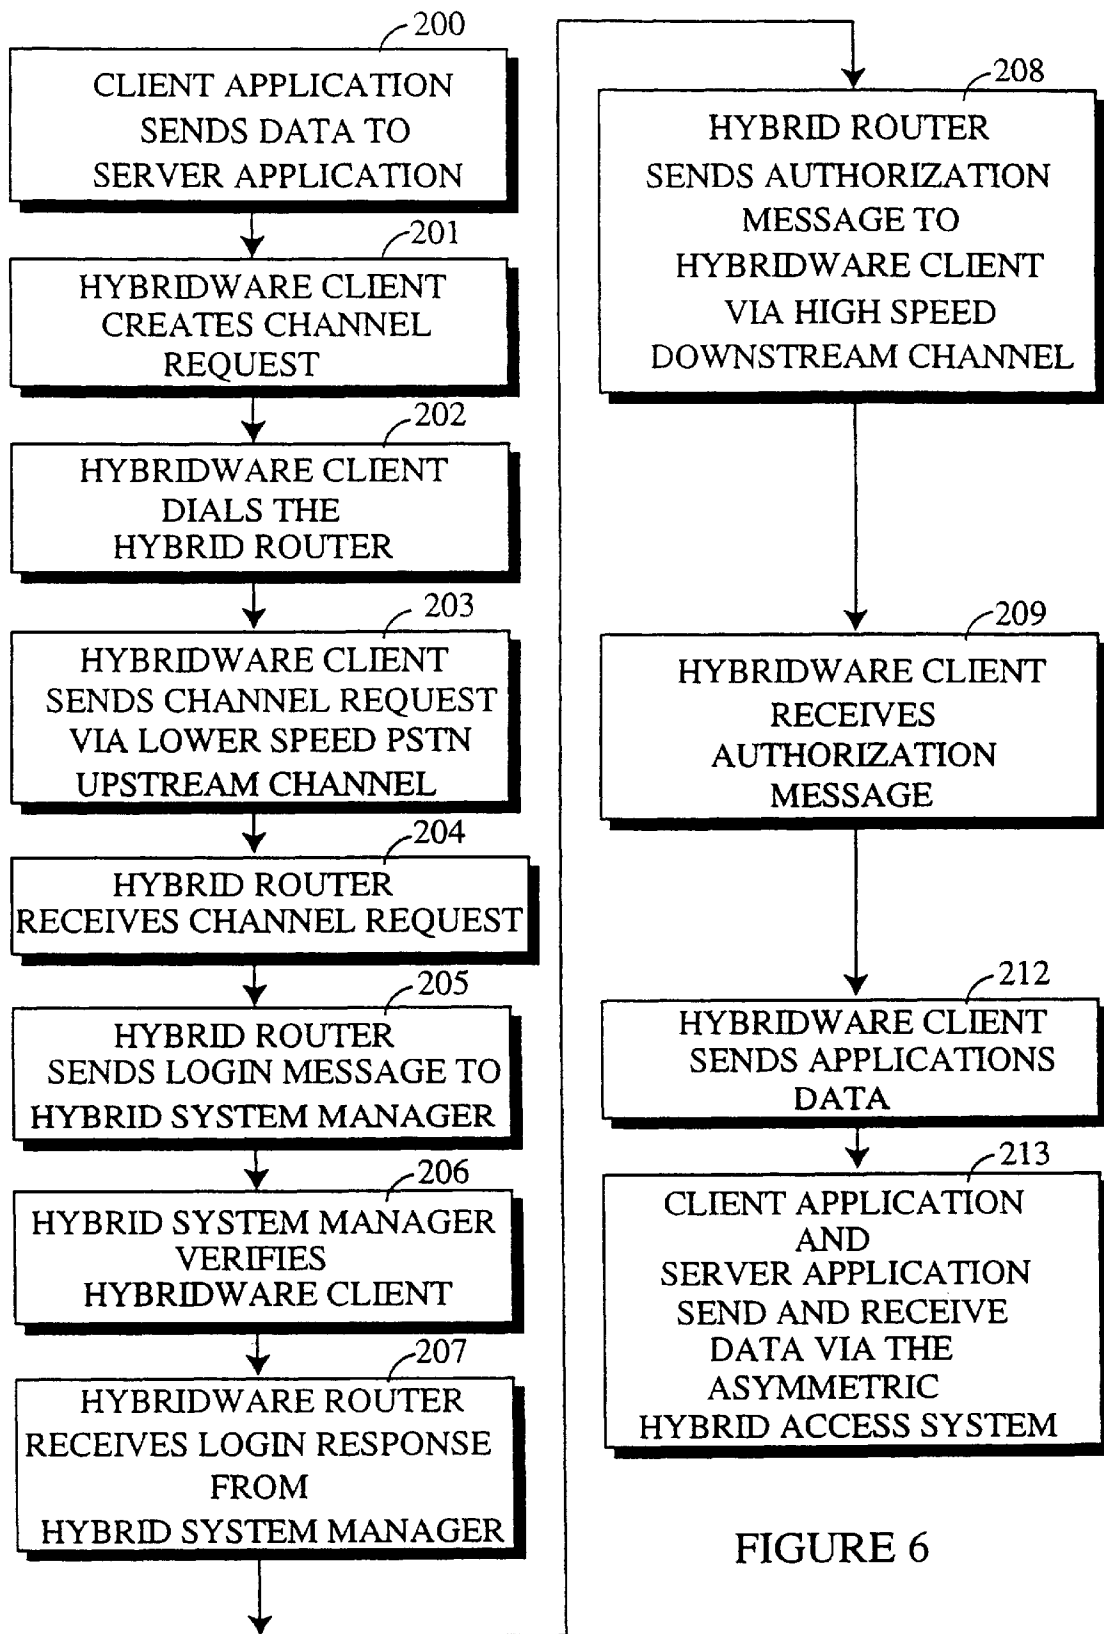 200
CLIENT APPLICATION
SENDS DATA TO
SERVER APPLICATION
201
HYBRIDWARE CLIENT
CREATES CHANNEL
REQUEST
202
HYBRIDWARE CLIENT
DIALS THE
HYBRID ROUTER
203
HYBRIDWARE CLIENT
SENDS CHANNEL REQUEST
VIA LOWER SPEED PSTN
UPSTREAM CHANNEL
204
HYBRID ROUTER
RECEIVES CHANNEL REQUEST
205
HYBRID ROUTER
SENDS LOGIN MESSAGE TO
HYBRID SYSTEM MANAGER
206
HYBRID SYSTEM MANAGER
VERIFIES
HYBRIDWARE CLIENT
207
HYBRIDWARE ROUTER
RECEIVES LOGIN RESPONSE
FROM
HYBRID SYSTEM MANAGER
208
HYBRID ROUTER
SENDS AUTHORIZATION
MESSAGE TO
HYBRIDWARE CLIENT
VIA HIGH SPEED
DOWNSTREAM CHANNEL
209
HYBRIDWARE CLIENT
RECEIVES
AUTHORIZATION
MESSAGE
212
HYBRIDWARE CLIENT
SENDS APPLICATIONS
DATA
213
CLIENT APPLICATION
AND
SERVER APPLICATION
SEND AND RECEIVE
DATA VIA THE
ASYMMETRIC
HYBRID ACCESS SYSTEM
FIGURE 6